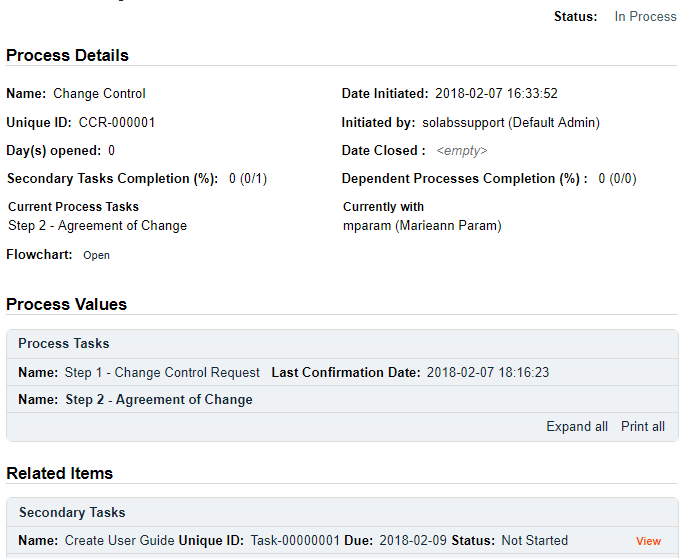 Status: In Process
Process Details
Name: Change Control Date Initiated: 2018-02-07 16:33:52
Unique ID: CCR-000001 Initiated by: solabssupport (Default Admin)
Day(s) opened: 0 Date Closed : <empty>
Secondary Tasks Completion (%): 0 (0/1) Dependent Processes Completion (%) : 0 (0/0)
Current Process Tasks Currently with
Step 2 - Agreement of Change mparam (Marieann Param)
Flowchart: Open
Process Values
Process Tasks
Name: Step 1 - Change Control Request Last Confirmation Date: 2018-02-07 18:16:23
Name: Step 2 - Agreement of Change
Expand all Print all
Related Items
Secondary Tasks
Name: Create User Guide Unique ID: Task-00000001 Due: 2018-02-09 Status: Not Started View